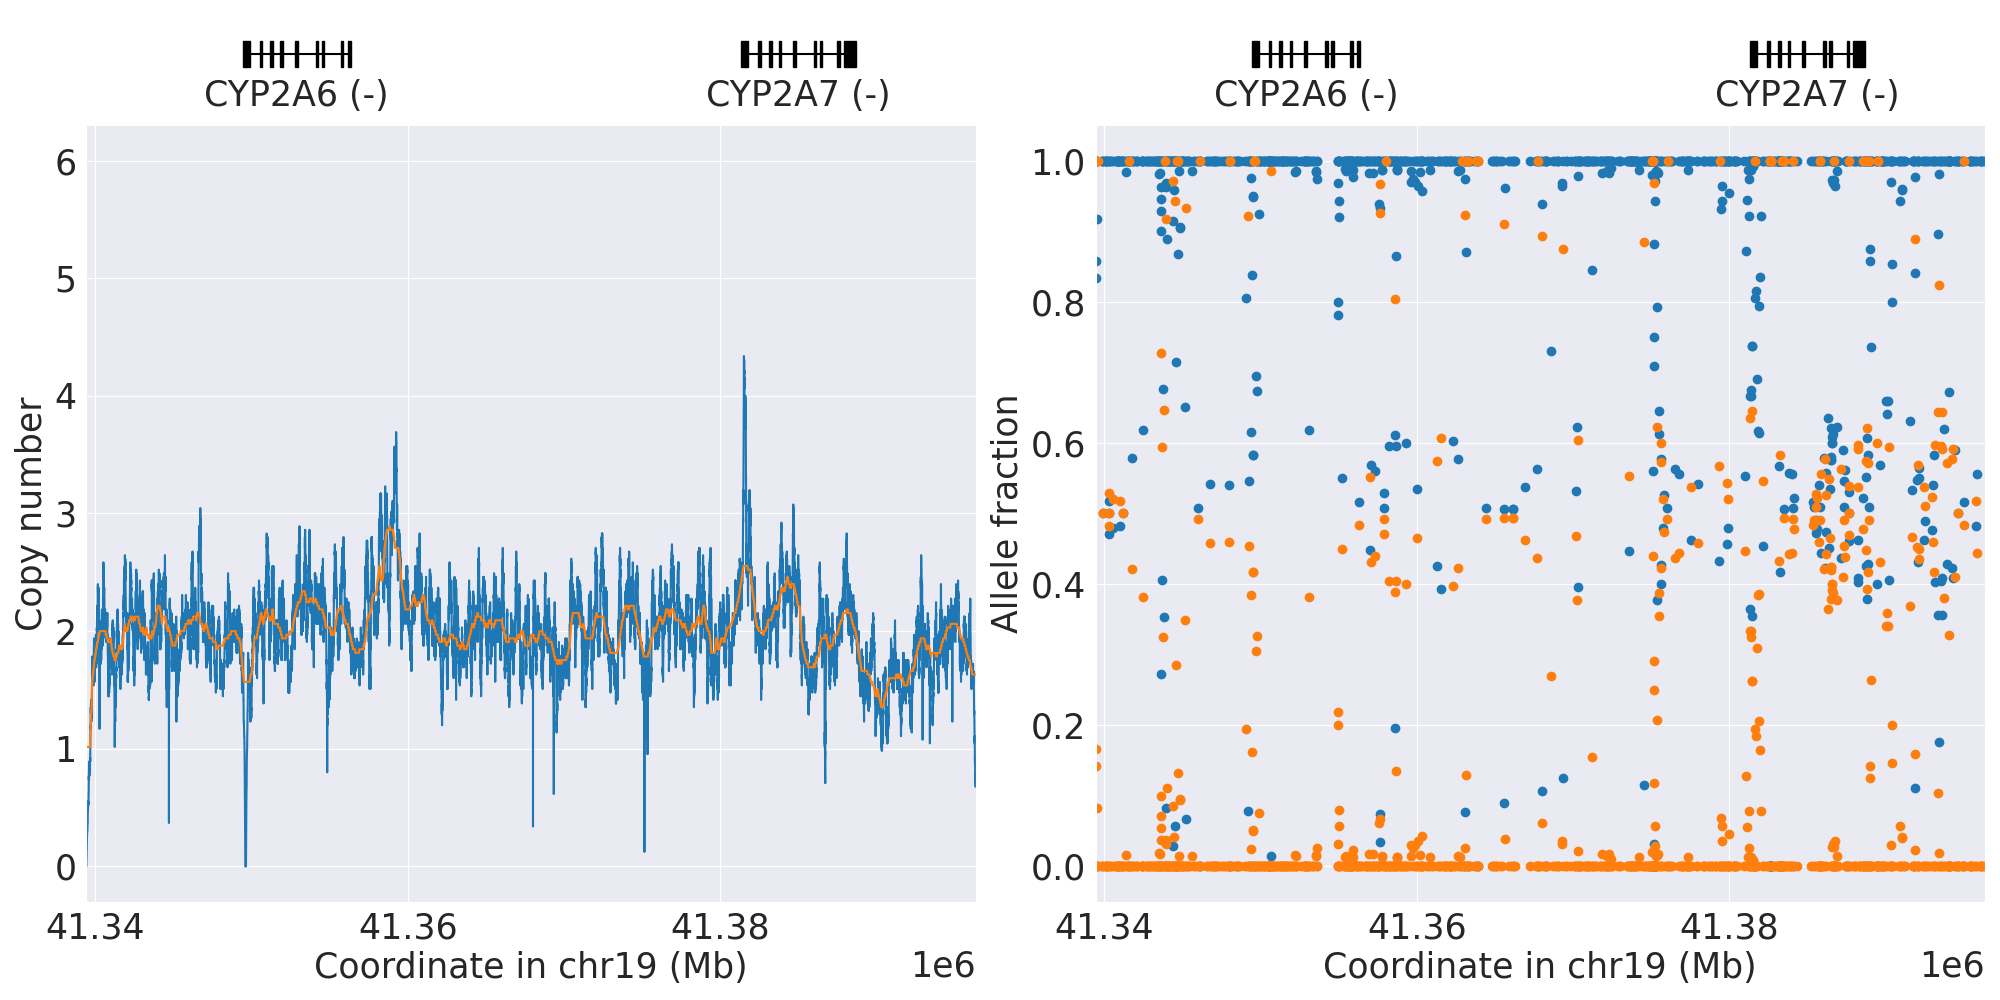 CYP2A6 (-)
CYP2A7 (-)
6
5
4
3
2
1
0
Copy number
41.34
41.36
41.38
Coordinate in chr19 (Mb)
1e6
CYP2A6 (-)
CYP2A7 (-)
1.0
0.8
0.6
0.4
0.2
0.0
Allele fraction
41.34
41.36
41.38
Coordinate in chr19 (Mb)
1e6